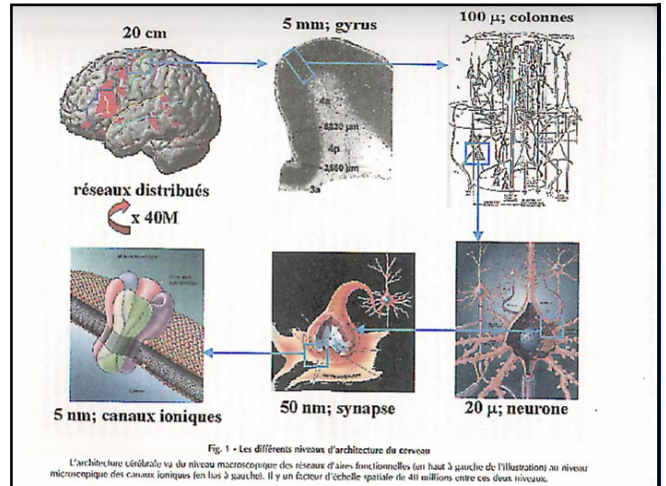 20 cm
5 mm; gyrus
100 µ; colonnes
4a
4p
3a
réseaux distribués
x 40M
5 nm; canaux ioniques
50 nm; synapse
20 µ; neurone
Fig. 1 - Les différents niveaux d'architecture du cerveau
L'architecture cérébrale va du niveau macroscopique des réseaux d'aires fonctionnelles (en haut à gauche de l'illustration) au niveau
microscopique des canaux ioniques (en bas à gauche). Il y un facteur d'échelle spatiale de 40 millions entre ces deux niveaux.